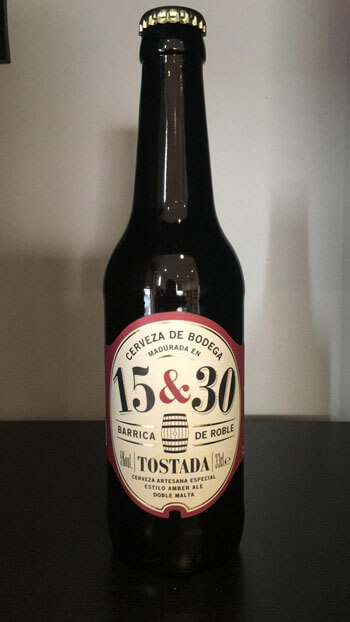 CERVEZA DE BODEGA
MADURADA EN
15&30
BARRICA DE ROBLE
TOSTADA 33cl e
CERVEZA ARTESANA ESPECIAL
ESTILO AMBER ALE
DOBLE MALTA